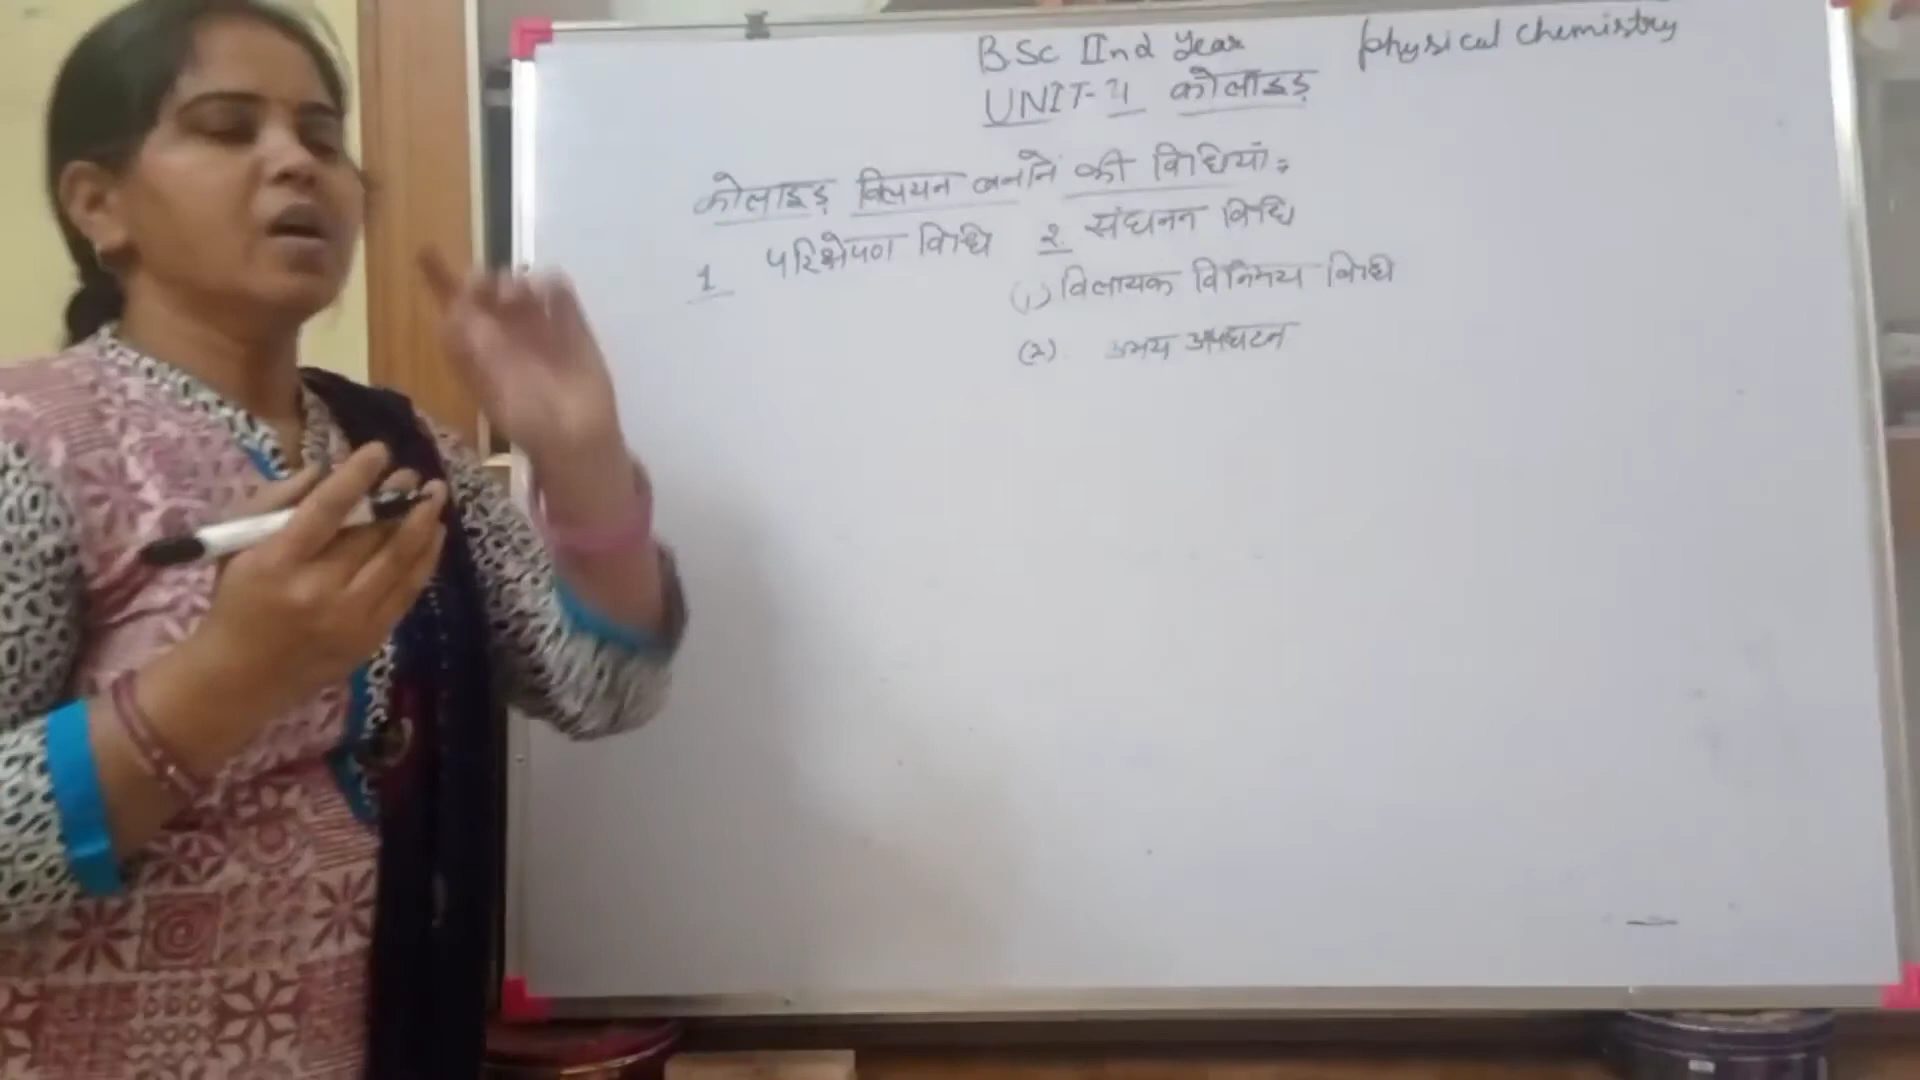 BSc IInd Year physical chemistry
UNIT-4 कोलाइड़
कोलाइड़ विलयन बनाने की विधियाँ:
1 परिक्षेपण विधि 2. संघनन विधि
(1) विलायक विनिमय विधि
(2). उभय अपघटन